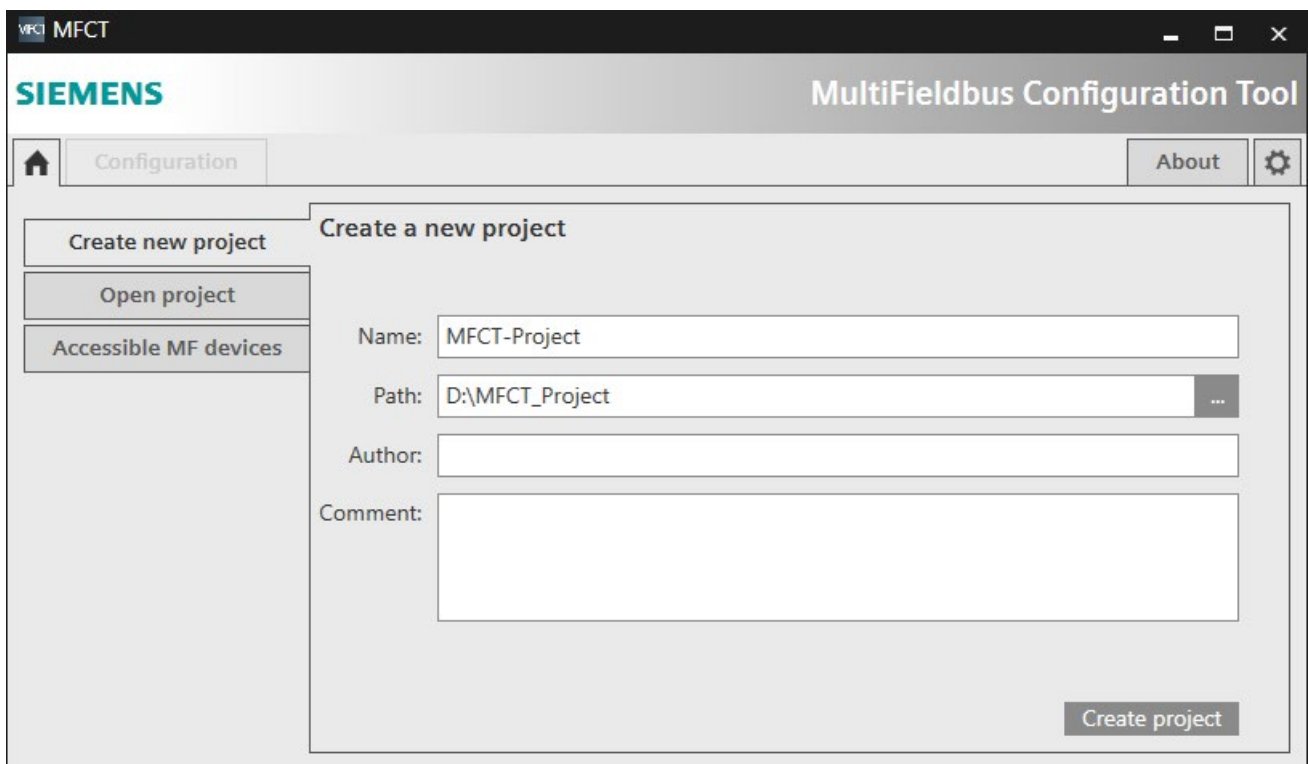 MFCT MFCT
SIEMENS
MultiFieldbus Configuration Tool
Configuration
About
Create new project
Open project
Accessible MF devices
Create a new project
Name: MFCT-Project
Path: D:\MFCT_Project ...
Author:
Comment:
Create project